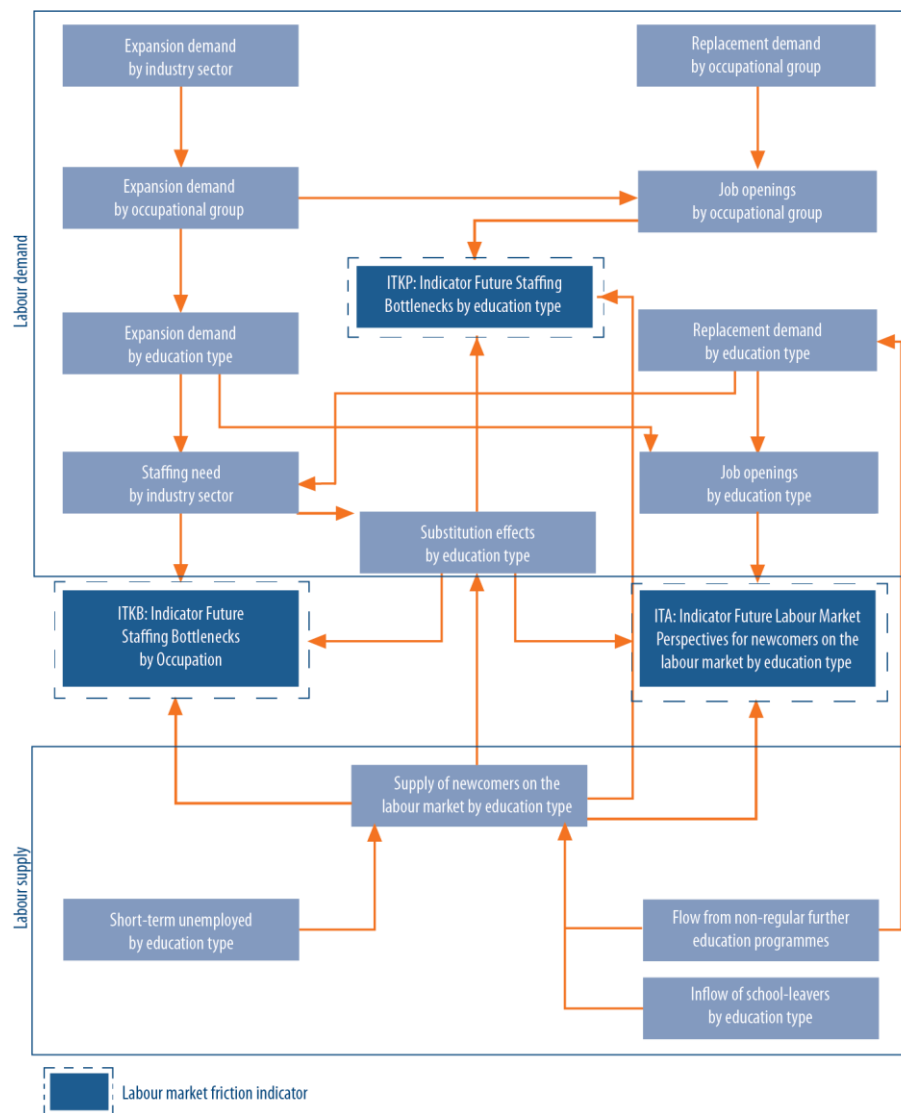 Expansion demand
by industry sector
Replacement demand
by occupational group
Expansion demand
by occupational group
Job openings
by occupational group
Labour demand
ITKP: Indicator Future Staffing
Bottlenecks by education type
Expansion demand
by education type
Replacement demand
by education type
Staffing need
by industry sector
Job openings
by education type
Substitution effects
by education type
ITKB: Indicator Future
Staffing Bottlenecks
by Occupation
ITA: Indicator Future Labour Market
Perspectives for newcomers on the
labour market by education type
Supply of newcomers on the
labour market by education type
Labour supply
Short-term unemployed
by education type
Flow from non-regular further
education programmes
Inflow of school-leavers
by education type
Labour market friction indicator